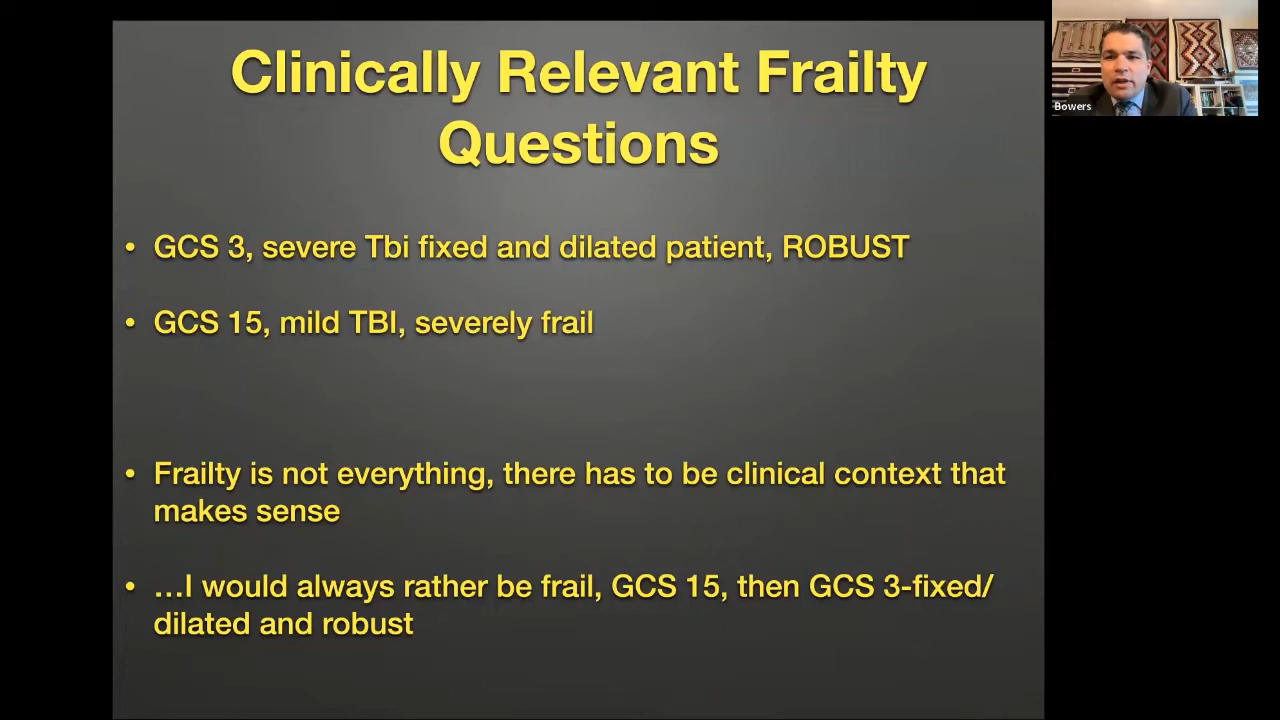 Clinically Relevant Frailty
Questions
• GCS 3, severe Tbi fixed and dilated patient, ROBUST
• GCS 15, mild TBI, severely frail
• Frailty is not everything, there has to be clinical context that
makes sense
• …I would always rather be frail, GCS 15, then GCS 3-fixed/
dilated and robust
Bowers